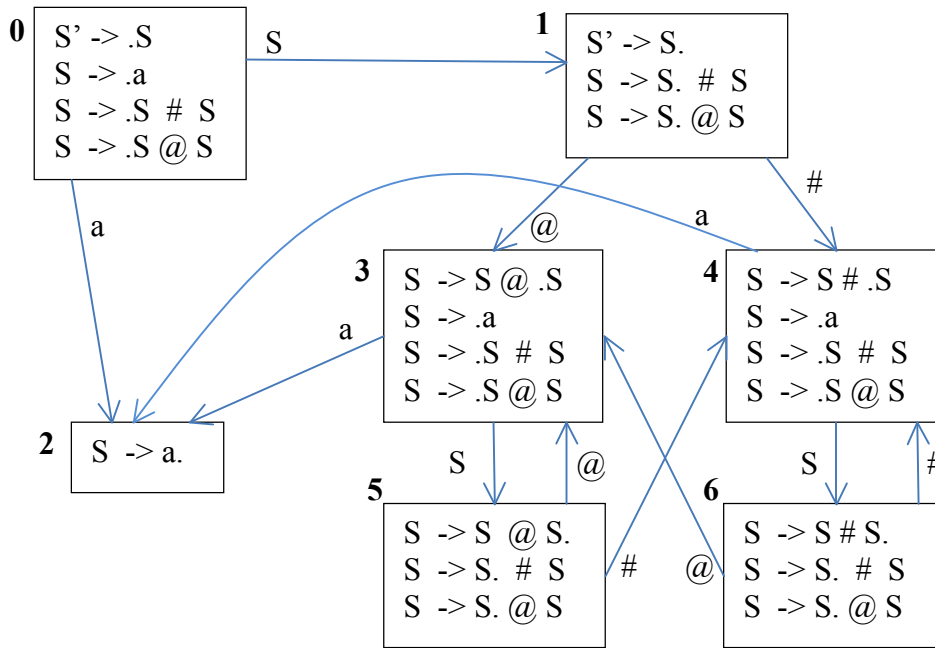 0
S’ -> .S
S -> .a
S -> .S # S
S -> .S @ S
S
1
S’ -> S.
S -> S. # S
S -> S. @ S
a
a
@
#
3
S -> S @ .S
S -> .a
S -> .S # S
S -> .S @ S
4
S -> S # .S
S -> .a
S -> .S # S
S -> .S @ S
a
2
S -> a.
S
@
S
#
5
S -> S @ S.
S -> S. # S
S -> S. @ S
#
@
6
S -> S # S.
S -> S. # S
S -> S. @ S